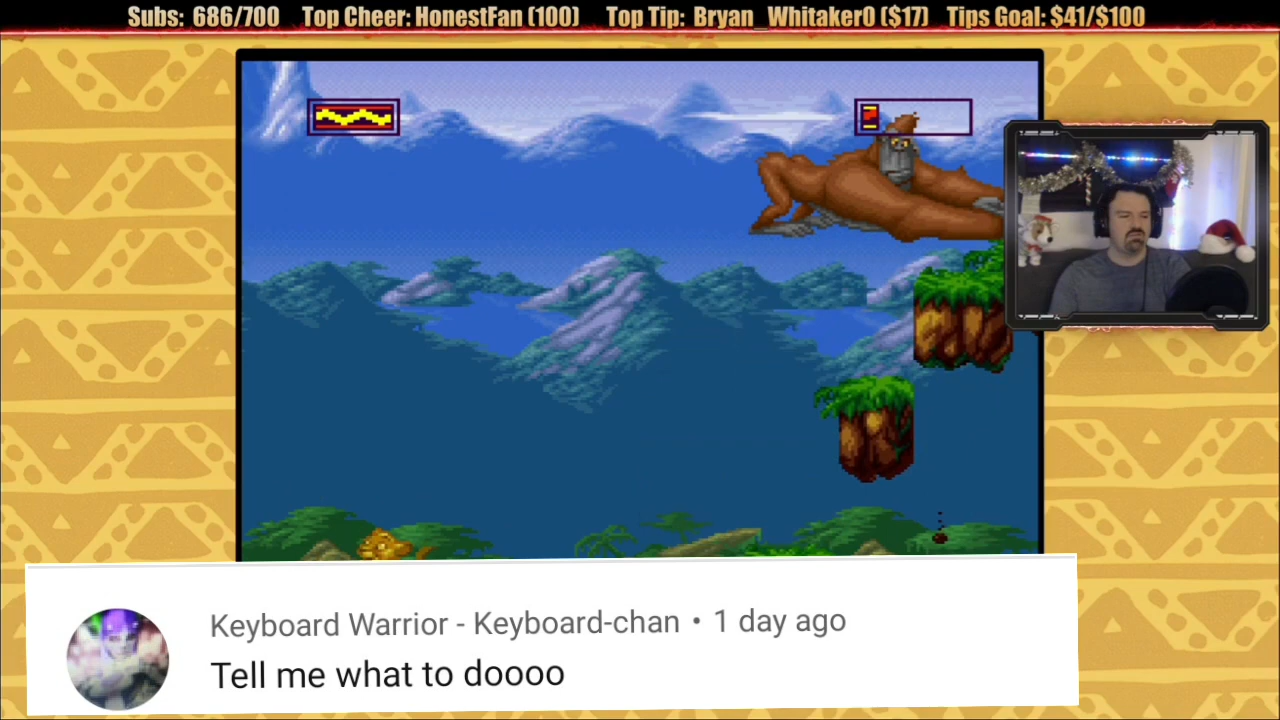 Subs: 686/700 Top Cheer: HonestFan (100) Top Tip: Bryan_Whitaker0 ($17) Tips Goal: $41/$100
Keyboard Warrior - Keyboard-chan • 1 day ago
Tell me what to doooo